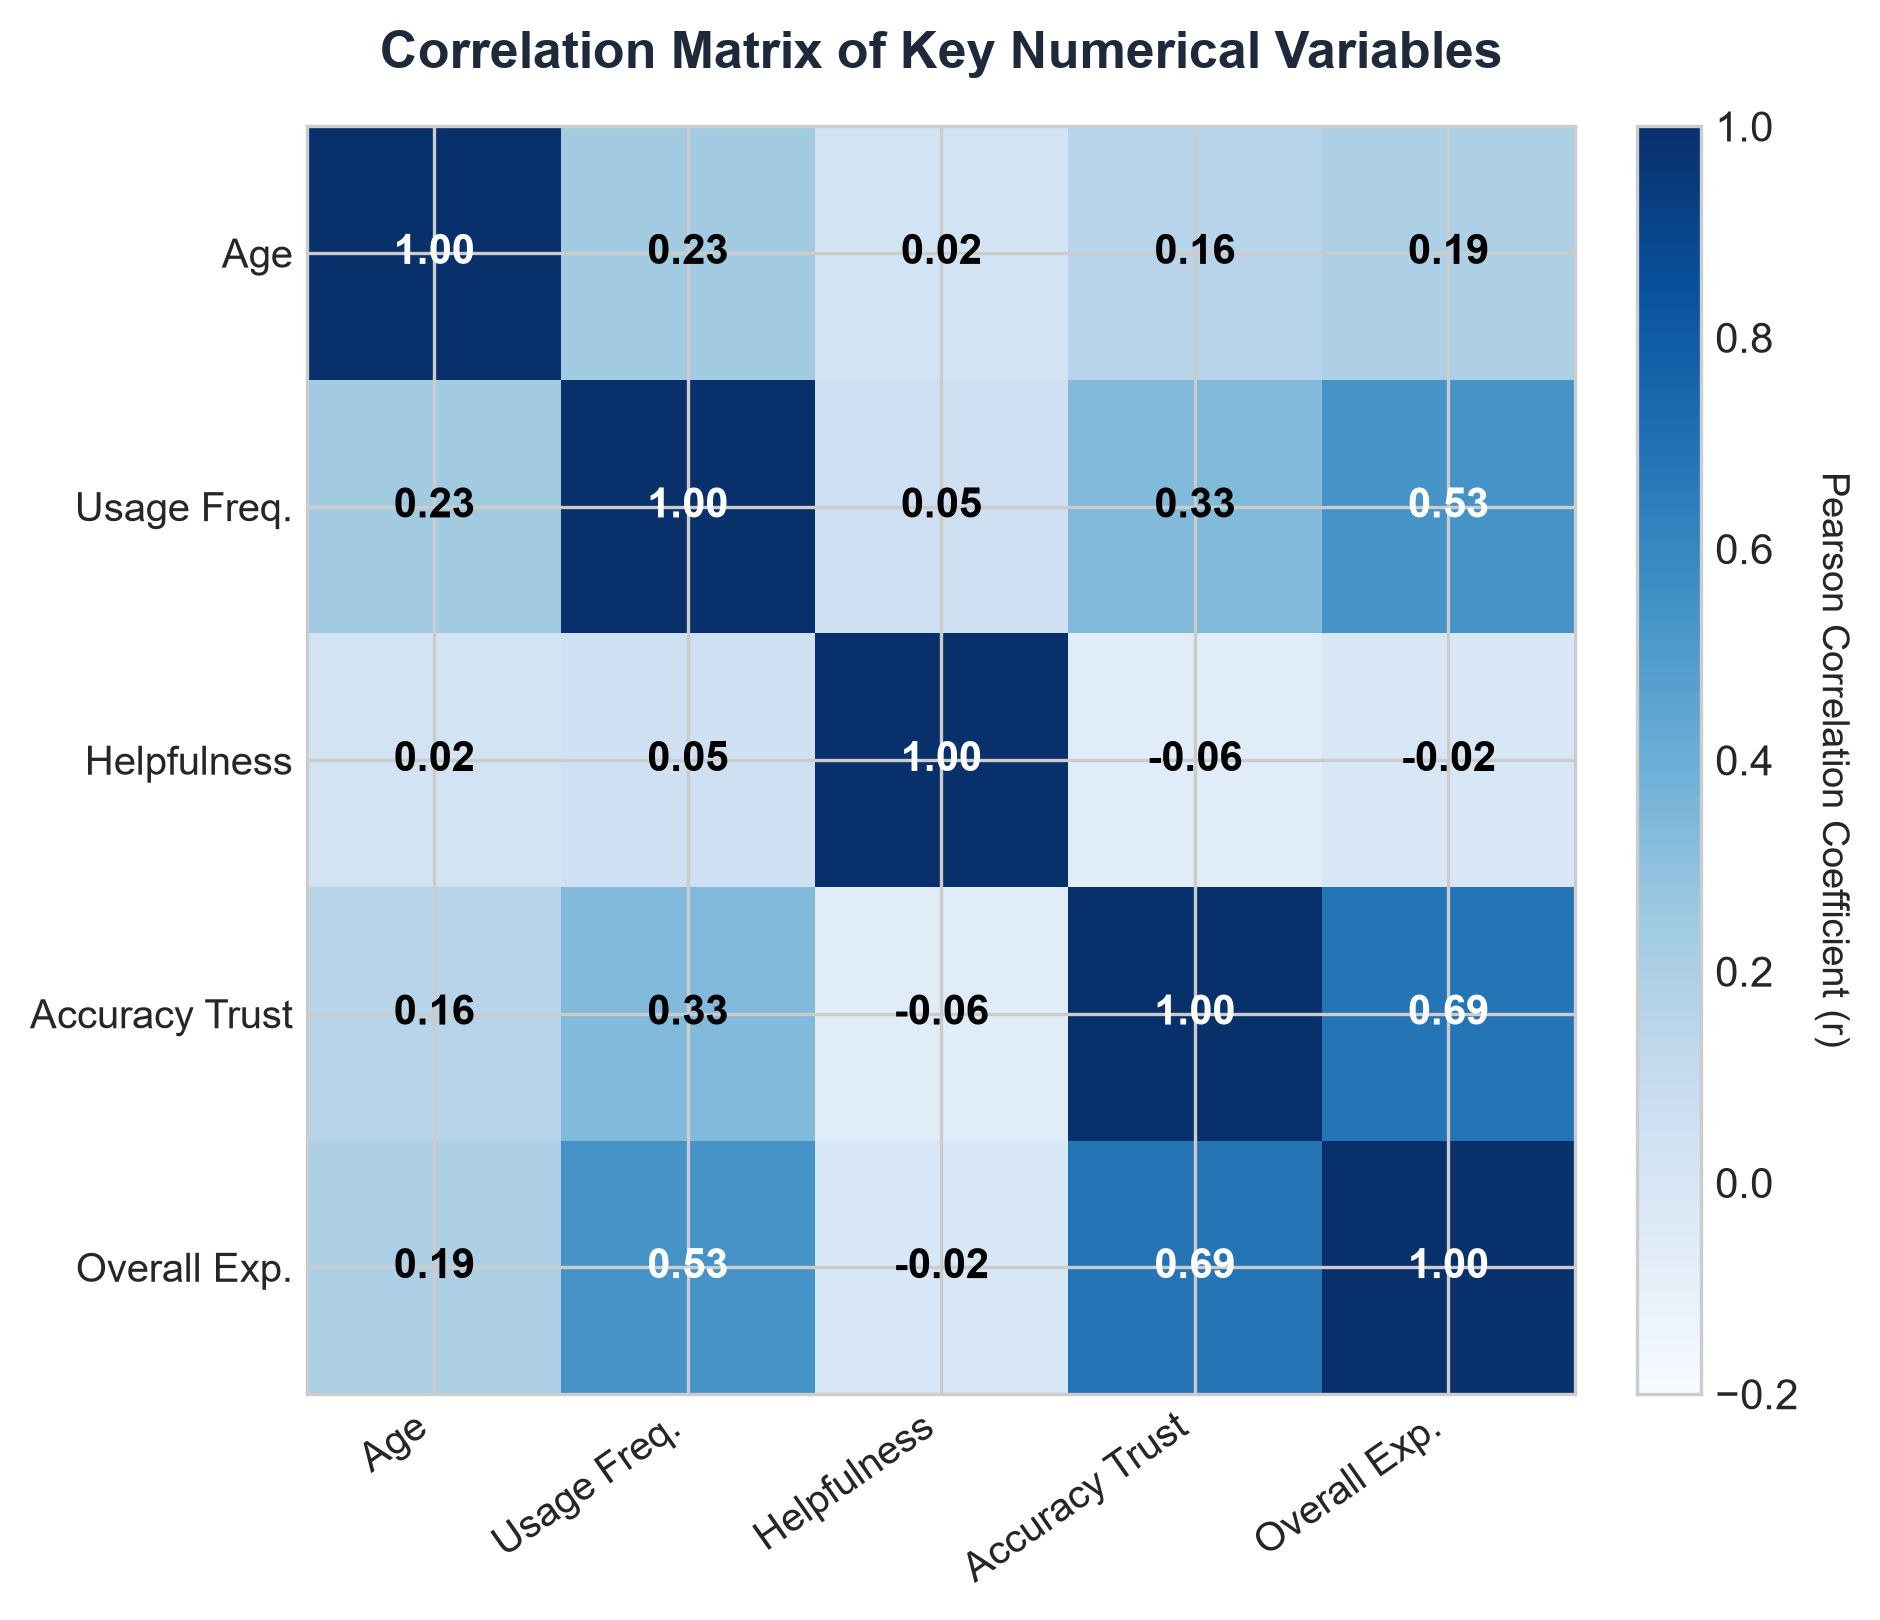 Correlation Matrix of Key Numerical Variables
Age 1.00 0.23 0.02 0.16 0.19
Usage Freq. 0.23 1.00 0.05 0.33 0.53
Helpfulness 0.02 0.05 1.00 -0.06 -0.02
Accuracy Trust 0.16 0.33 -0.06 1.00 0.69
Overall Exp. 0.19 0.53 -0.02 0.69 1.00
Age
Usage Freq.
Helpfulness
Accuracy Trust
Overall Exp.
1.0
0.8
0.6
0.4
0.2
0.0
−0.2
Pearson Correlation Coefficient (r)